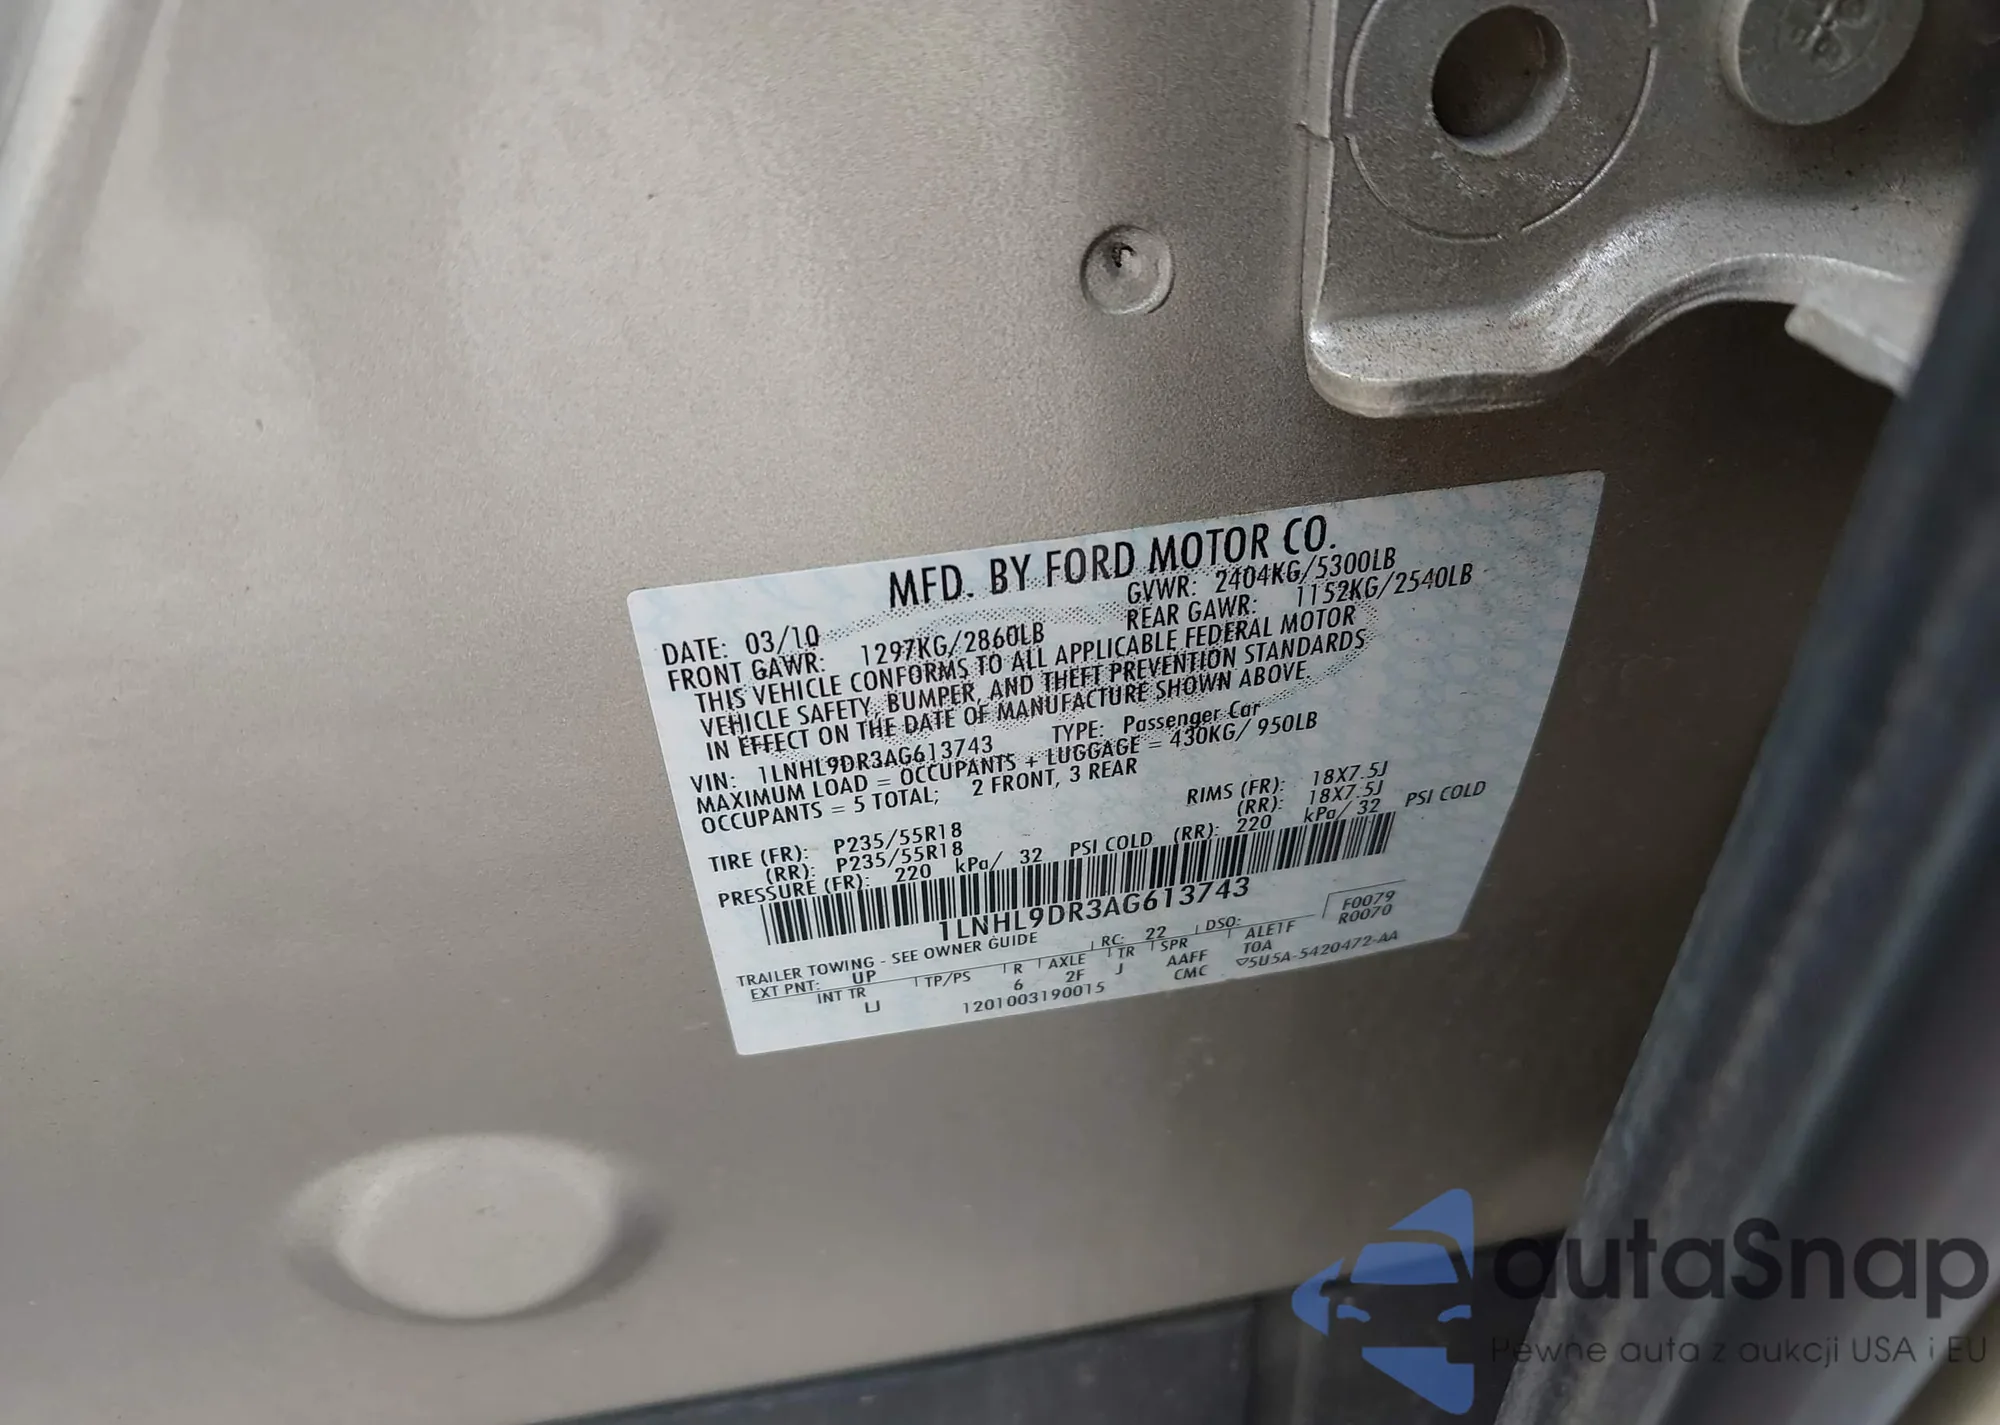 MFD. BY FORD MOTOR CO.
DATE: 03/10 GVWR: 2404KG/5300LB
FRONT GAWR: 1297KG/2860LB REAR GAWR: 1152KG/2540LB
THIS VEHICLE CONFORMS TO ALL APPLICABLE FEDERAL MOTOR
VEHICLE SAFETY, BUMPER, AND THEFT PREVENTION STANDARDS
IN EFFECT ON THE DATE OF MANUFACTURE SHOWN ABOVE.
VIN: 1LNHL9DR3AG613743 TYPE: Passenger Car
MAXIMUM LOAD = OCCUPANTS + LUGGAGE = 430KG/ 950LB
OCCUPANTS = 5 TOTAL; 2 FRONT, 3 REAR
TIRE (FR): P235/55R18 RIMS (FR): 18X7.5J
(RR): P235/55R18 (RR): 18X7.5J
PRESSURE (FR): 220 kPa/ 32 PSI COLD (RR): 220 kPa/ 32 PSI COLD
1LNHL9DR3AG613743
F0079
R0070
TRAILER TOWING - SEE OWNER GUIDE
EXT PNT: UP RC: 22 DSO:
INT TR TP/PS R AXLE TR SPR ALE1F
LJ 6 2F J AAFF TOA
1201003190015 CMC 5U5A-5420472-AA
autaSnap
Pewne auta z aukcji USA i EU